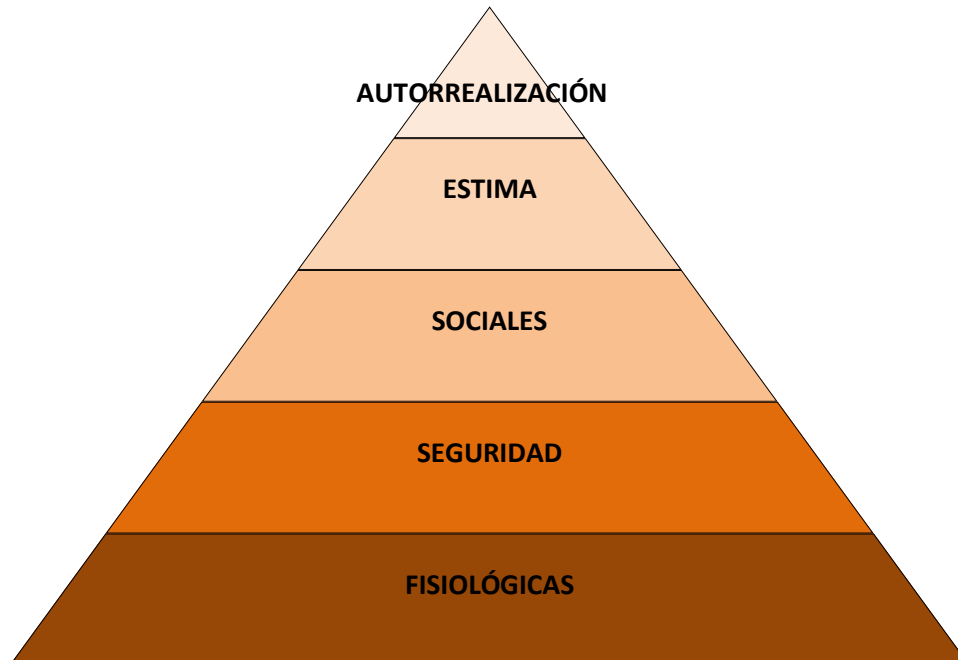 AUTORREALIZACIÓN
ESTIMA
SOCIALES
SEGURIDAD
FISIOLÓGICAS